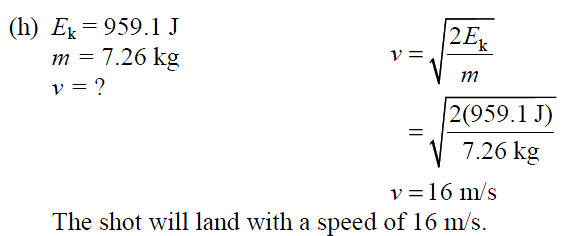 (h) Eₖ = 959.1 J
m = 7.26 kg
v = ?
v = √(2Eₖ / m)
= √(2(959.1 J) / 7.26 kg)
v = 16 m/s
The shot will land with a speed of 16 m/s.